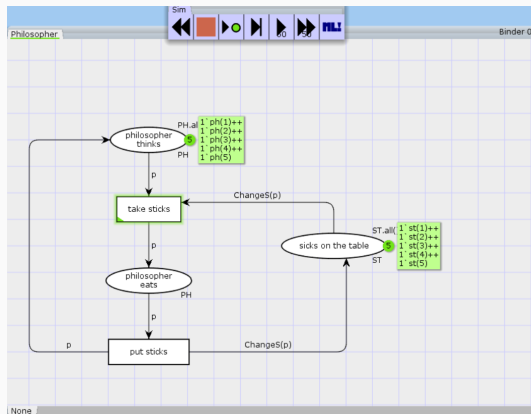 Sim
60
50
ML!
Philosopher
Binder 0
philosopher
thinks
PH.al
5
1`ph(1)++
1`ph(2)++
1`ph(3)++
1`ph(4)++
1`ph(5)
PH
p
take sticks
ChangeS(p)
p
sicks on the table
ST.all(
5
1`st(1)++
1`st(2)++
1`st(3)++
1`st(4)++
1`st(5)
ST
philosopher
eats
PH
p
p
put sticks
ChangeS(p)
None